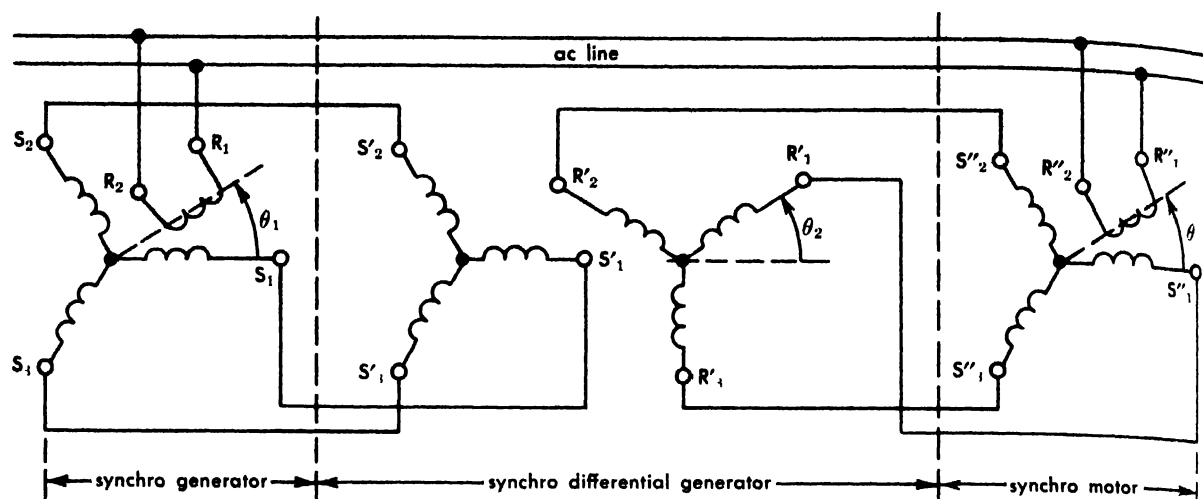 ac line
S₂
R₁
R₂
θ₁
S₁
S₃
S′₂
S′₁
S′₃
R′₂
R′₁
θ₂
R′₃
S″₂
R″₂
R″₁
θ
S″₁
S″₃
synchro generator
synchro differential generator
synchro motor